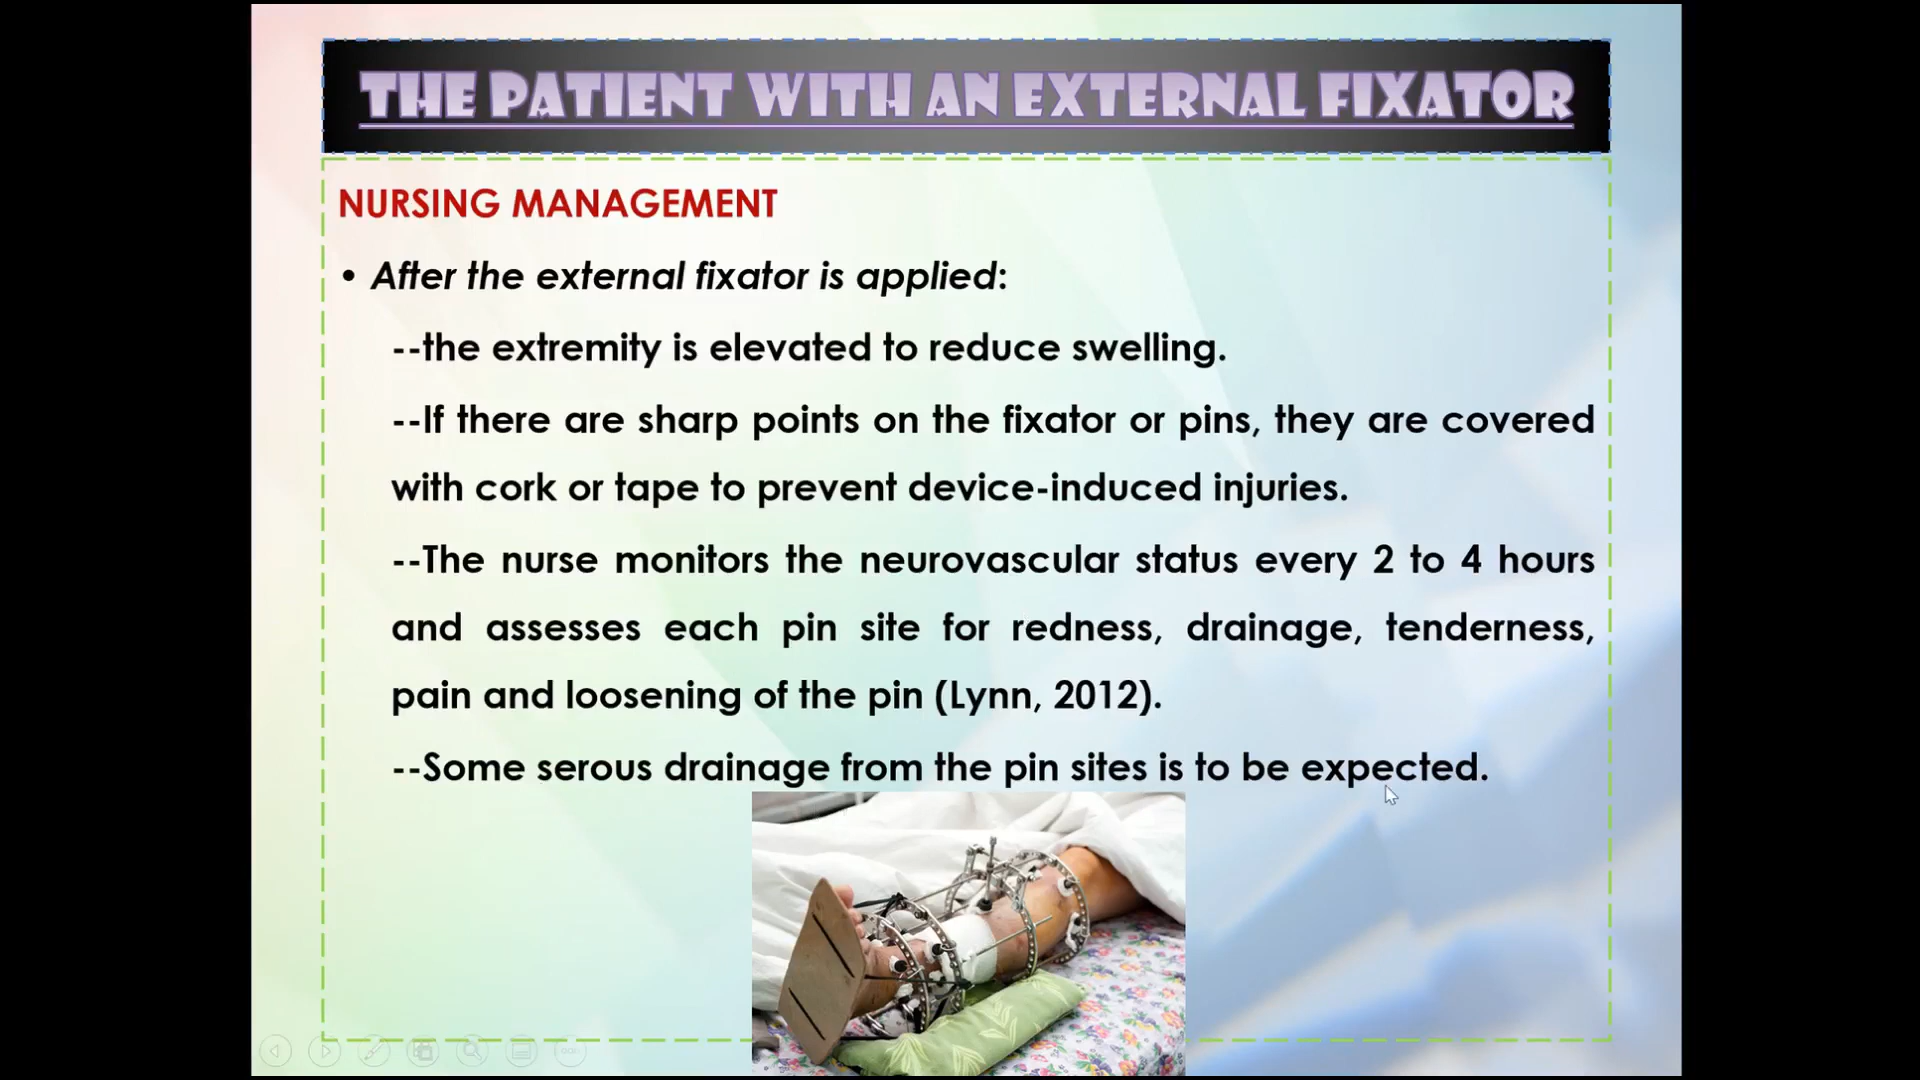 THE PATIENT WITH AN EXTERNAL FIXATOR
NURSING MANAGEMENT
• After the external fixator is applied:
--the extremity is elevated to reduce swelling.
--If there are sharp points on the fixator or pins, they are covered
with cork or tape to prevent device-induced injuries.
--The nurse monitors the neurovascular status every 2 to 4 hours
and assesses each pin site for redness, drainage, tenderness,
pain and loosening of the pin (Lynn, 2012).
--Some serous drainage from the pin sites is to be expected.